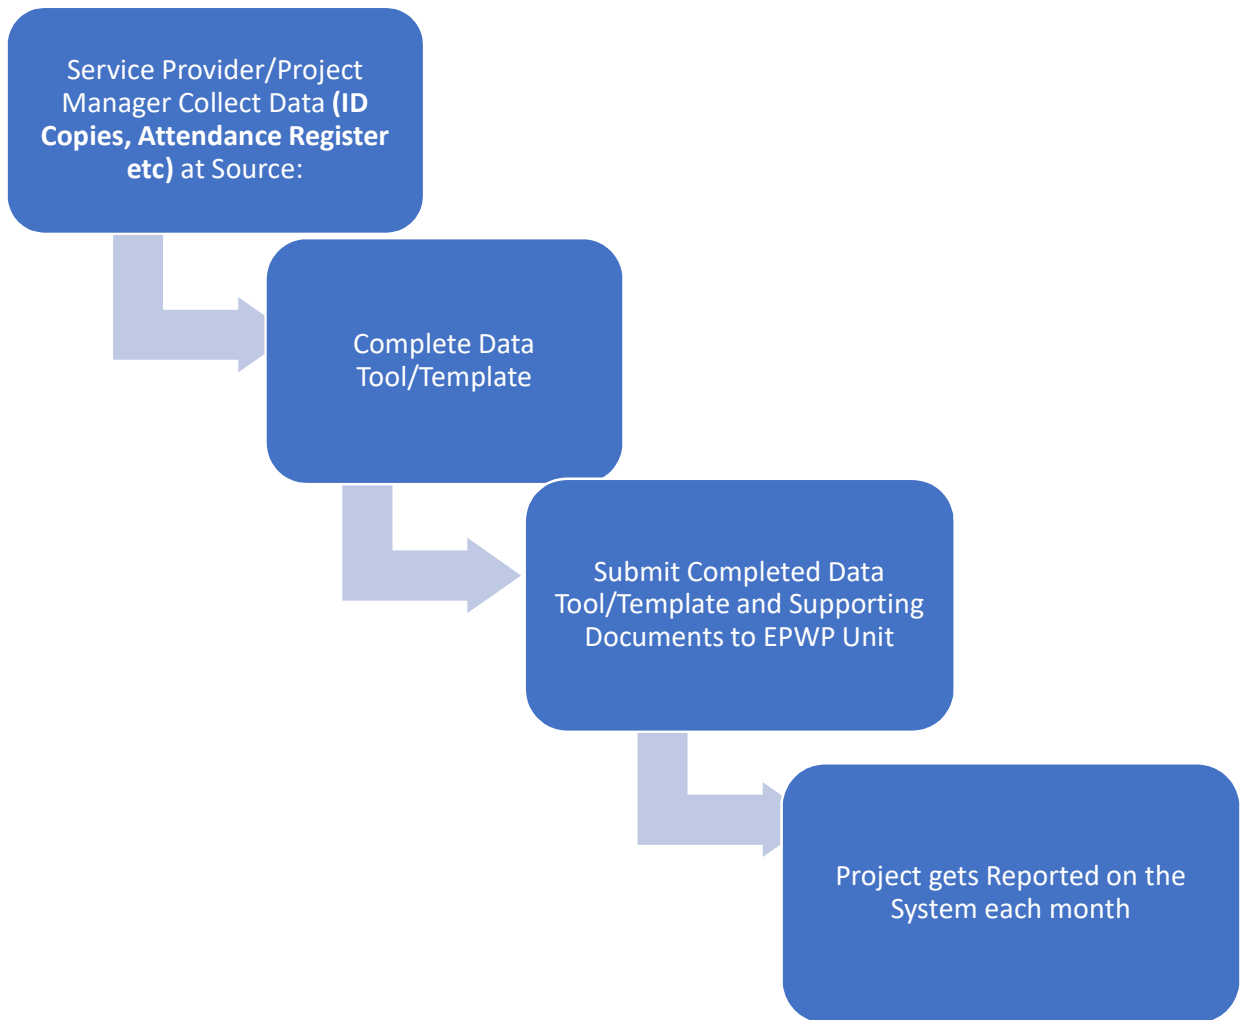 Service Provider/Project
Manager Collect Data (ID
Copies, Attendance Register
etc) at Source:
Complete Data
Tool/Template
Submit Completed Data
Tool/Template and Supporting
Documents to EPWP Unit
Project gets Reported on the
System each month